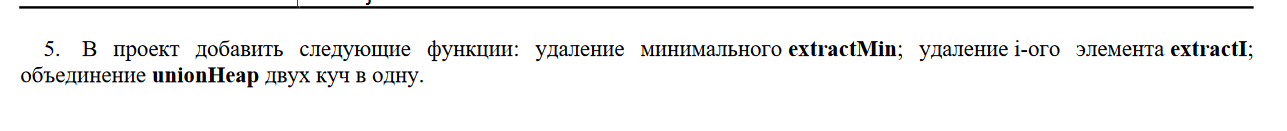 5. В проект добавить следующие функции: удаление минимального extractMin; удаление i-ого элемента extractI;
объединение unionHeap двух куч в одну.